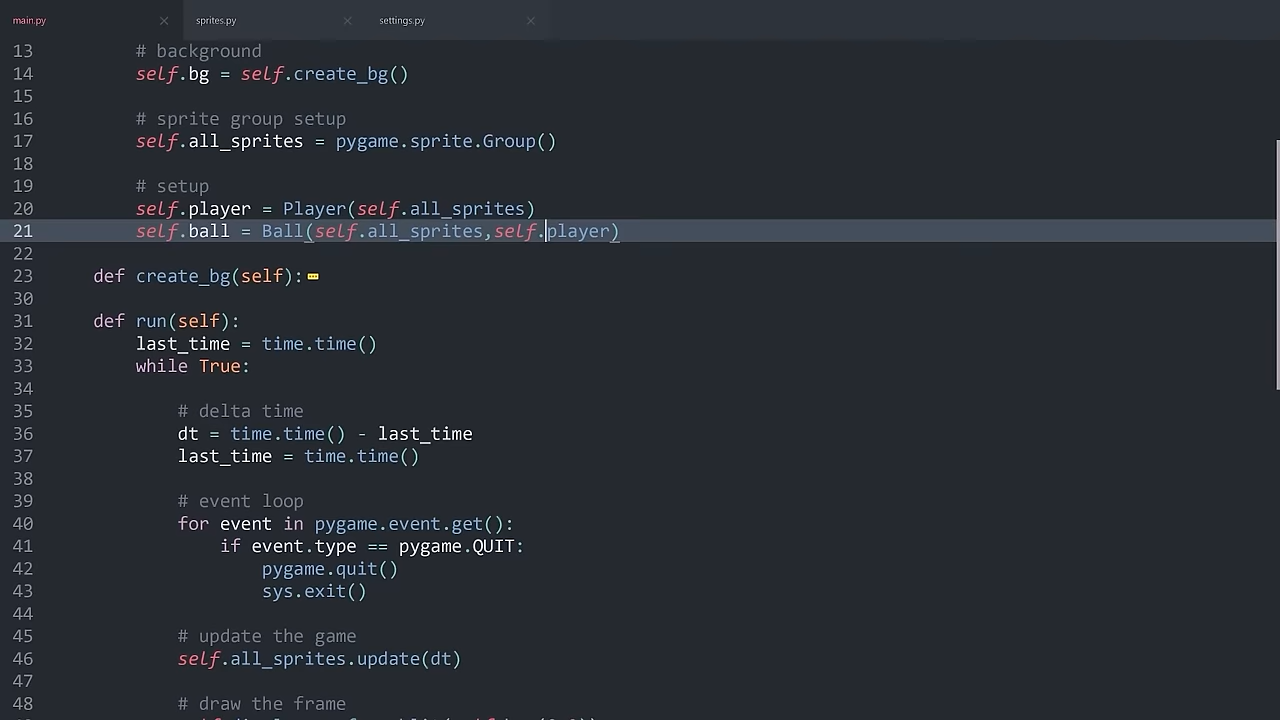 main.py sprites.py settings.py
13 # background
14 self.bg = self.create_bg()
15
16 # sprite group setup
17 self.all_sprites = pygame.sprite.Group()
18
19 # setup
20 self.player = Player(self.all_sprites)
21 self.ball = Ball(self.all_sprites,self.player)
22
23 def create_bg(self):
30
31 def run(self):
32 last_time = time.time()
33 while True:
34
35 # delta time
36 dt = time.time() - last_time
37 last_time = time.time()
38
39 # event loop
40 for event in pygame.event.get():
41 if event.type == pygame.QUIT:
42 pygame.quit()
43 sys.exit()
44
45 # update the game
46 self.all_sprites.update(dt)
47
48 # draw the frame